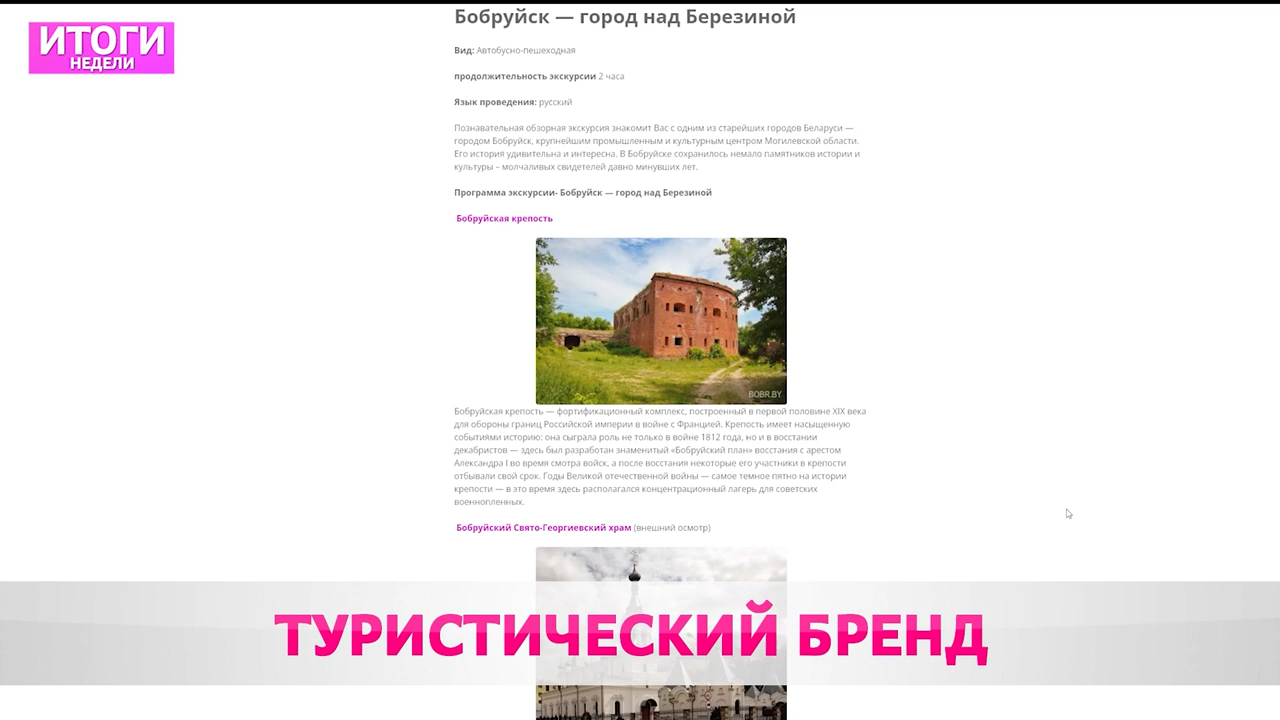 Бобруйск — город над Березиной
ИТОГИ
НЕДЕЛИ
Вид: Автобусно-пешеходная
продолжительность экскурсии 2 часа
Язык проведения: русский
Познавательная обзорная экскурсия знакомит Вас с одним из старейших городов Беларуси —
городом Бобруйск, крупнейшим промышленным и культурным центром Могилевской области.
Его история удивительна и интересна. В Бобруйске сохранилось немало памятников истории и
культуры – молчаливых свидетелей давно минувших лет.
Программа экскурсии- Бобруйск — город над Березиной
Бобруйская крепость
BOBR.BY
Бобруйская крепость — фортификационный комплекс, построенный в первой половине XIX века
для обороны границ Российской империи в войне с Францией. Крепость имеет насыщенную
событиями историю: она сыграла роль не только в войне 1812 года, но и в восстании
декабристов — здесь был разработан знаменитый «Бобруйский план» восстания с арестом
Александра I во время смотра войск, а после восстания некоторые его участники в крепости
отбывали свой срок. Годы Великой отечественной войны — самое темное пятно на истории
крепости — в это время здесь располагался концентрационный лагерь для советских
военнопленных.
Бобруйский Свято-Георгиевский храм (внешний осмотр)
ТУРИСТИЧЕСКИЙ БРЕНД